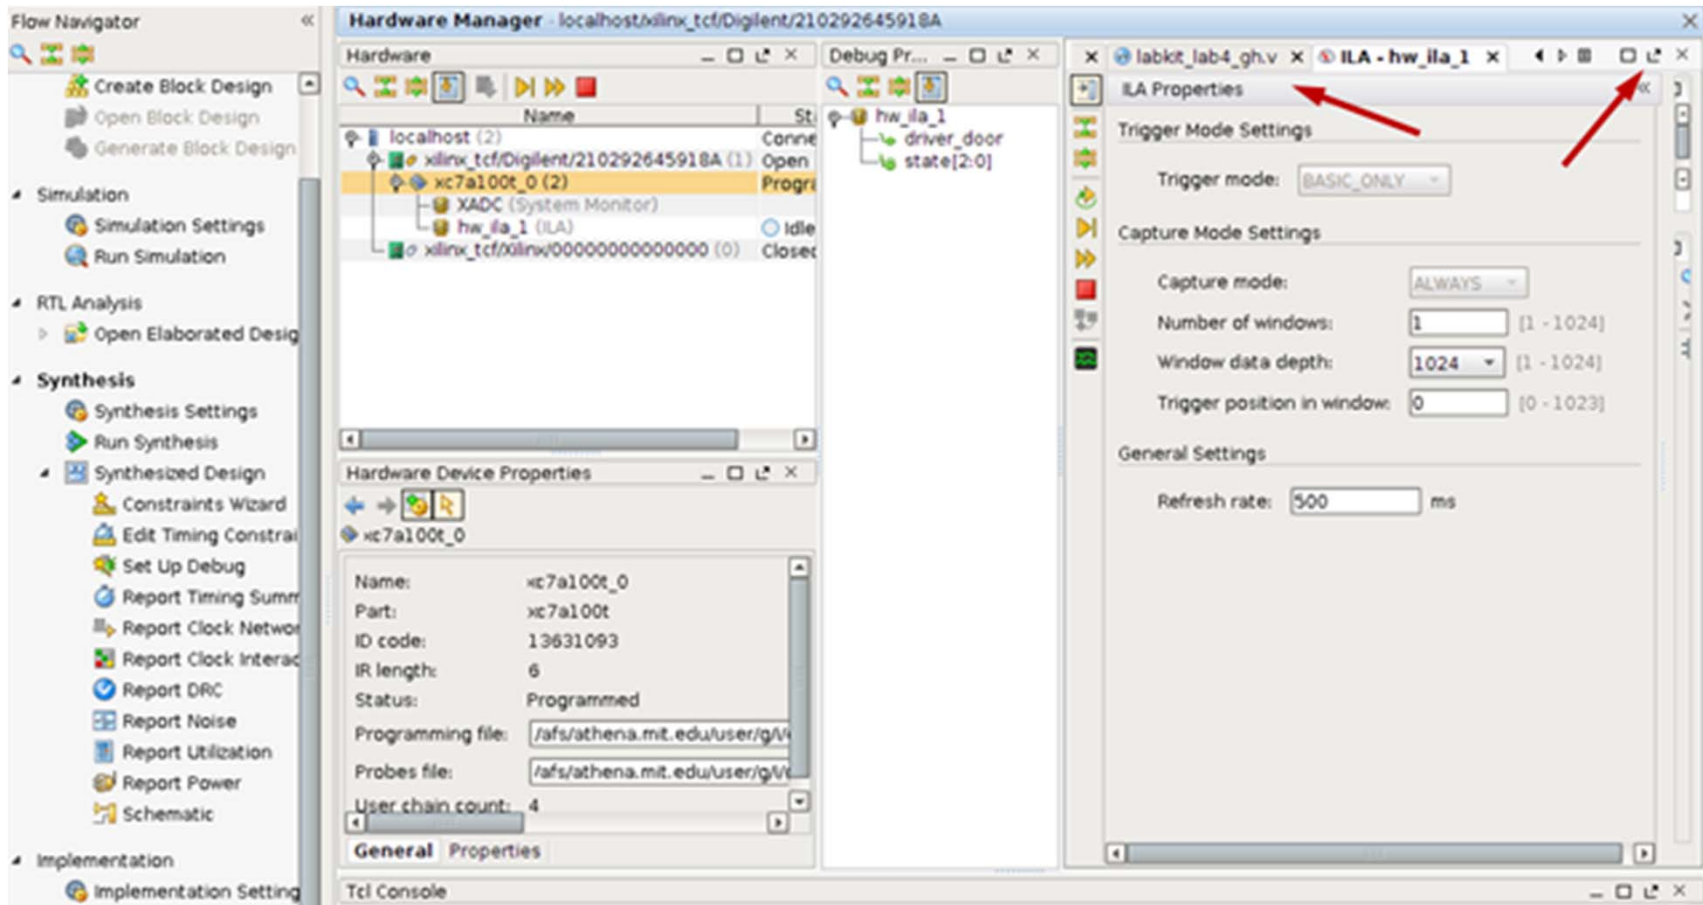 Flow Navigator
Create Block Design
Open Block Design
Generate Block Design
Simulation
Simulation Settings
Run Simulation
RTL Analysis
Open Elaborated Desig
Synthesis
Synthesis Settings
Run Synthesis
Synthesized Design
Constraints Wizard
Edit Timing Constrai
Set Up Debug
Report Timing Summ
Report Clock Networ
Report Clock Interac
Report DRC
Report Noise
Report Utilization
Report Power
Schematic
Implementation
Implementation Setting
Hardware Manager - localhost/xilinx_tcf/Digilent/210292645918A
Hardware
Name St
localhost (2) Conne
xilinx_tcf/Digilent/210292645918A (1) Open
xc7a100t_0 (2) Progra
XADC (System Monitor)
hw_ila_1 (ILA) Idle
xilinx_tcf/Xilinx/00000000000000 (0) Closed
Hardware Device Properties
xc7a100t_0
Name: xc7a100t_0
Part: xc7a100t
ID code: 13631093
IR length: 6
Status: Programmed
Programming file: /afs/athena.mit.edu/user/g/l/
Probes file: /afs/athena.mit.edu/user/g/l/
User chain count: 4
General Properties
Debug Pr...
hw_ila_1
driver_door
state[2:0]
labkit_lab4_gh.v ILA - hw_ila_1
ILA Properties
Trigger Mode Settings
Trigger mode: BASIC_ONLY
Capture Mode Settings
Capture mode: ALWAYS
Number of windows: 1 [1 - 1024]
Window data depth: 1024 [1 - 1024]
Trigger position in window: 0 [0 - 1023]
General Settings
Refresh rate: 500 ms
Tcl Console